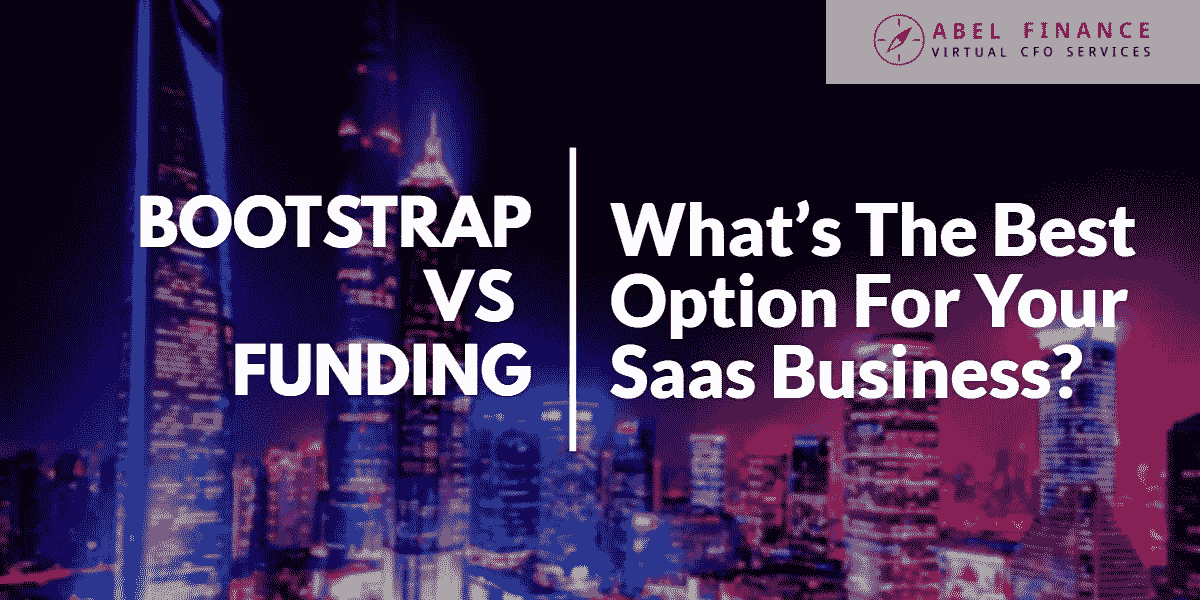 ABEL FINANCE
VIRTUAL CFO SERVICES
BOOTSTRAP
VS
FUNDING
What's The Best
Option For Your
Saas Business?